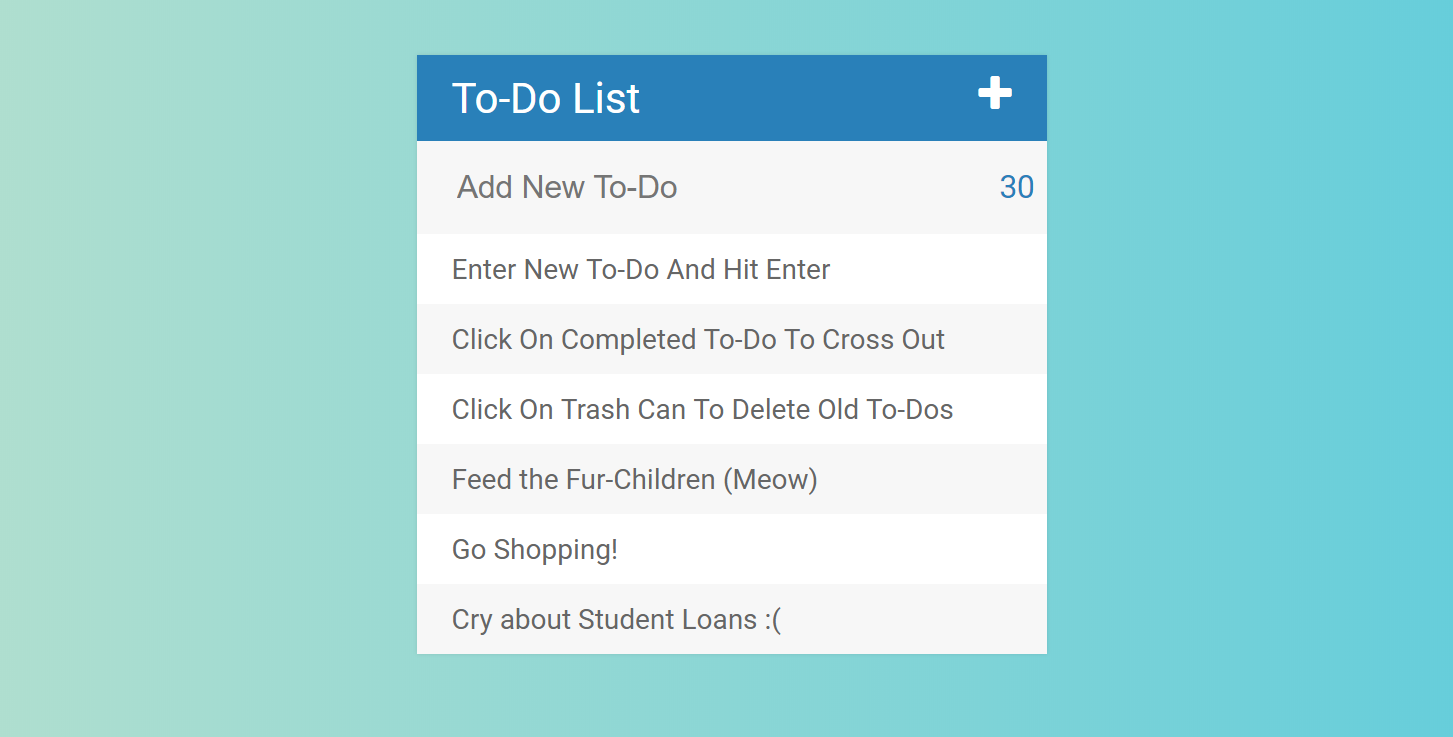 To-Do List
Add New To-Do 30
Enter New To-Do And Hit Enter
Click On Completed To-Do To Cross Out
Click On Trash Can To Delete Old To-Dos
Feed the Fur-Children (Meow)
Go Shopping!
Cry about Student Loans :(